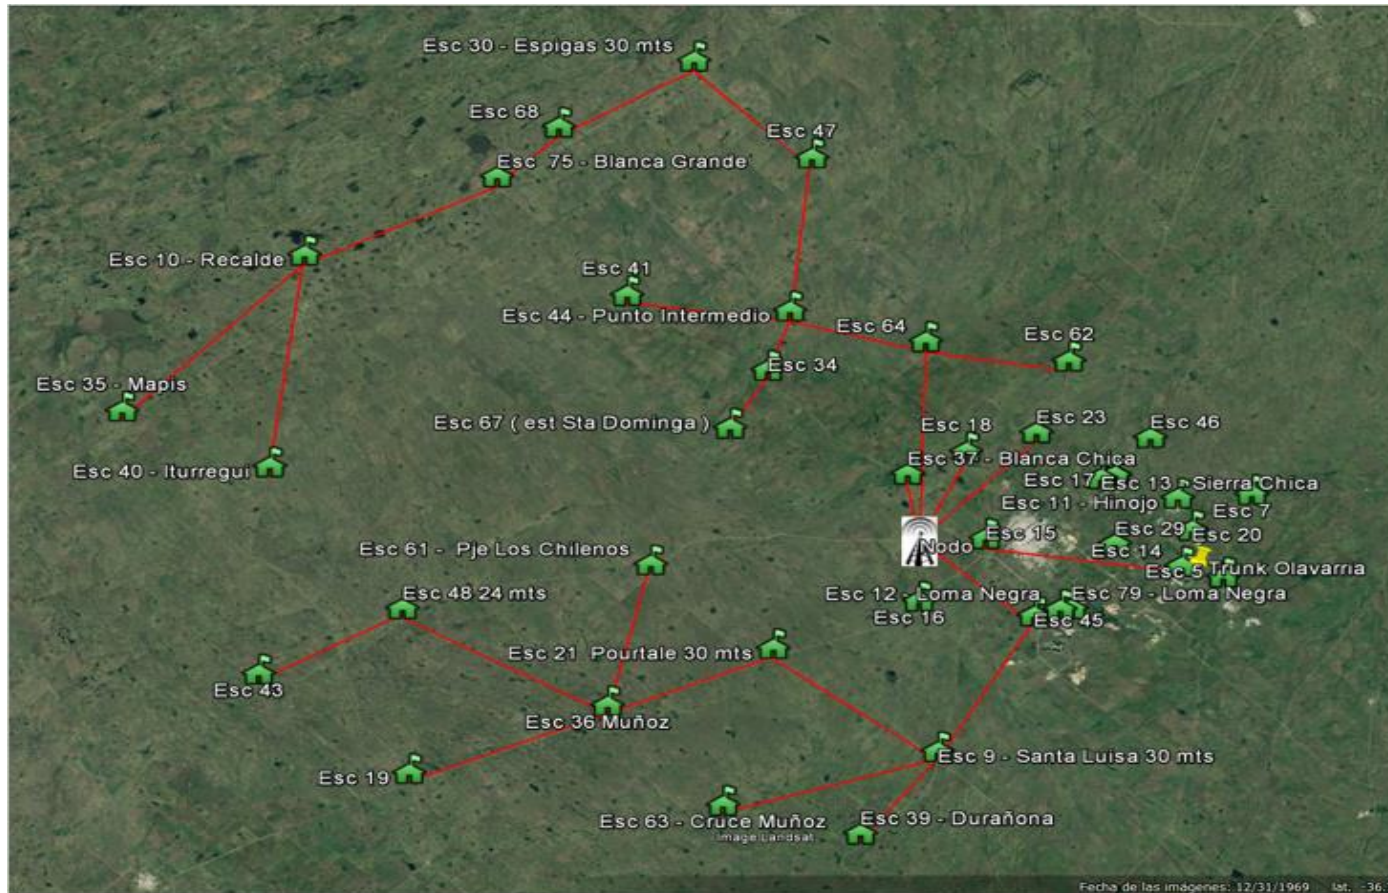 Esc 30 - Espigas 30 mts
Esc 68
Esc 47
Esc  75 - Blanca Grande
Esc 10 - Recalde
Esc 41
Esc 44 - Punto Intermedio
Esc 64
Esc 62
Esc 35 - Mapis
Esc 34
Esc 67 ( est Sta Dominga )
Esc 18
Esc 23
Esc 46
Esc 40 - Iturregui
Esc 37 - Blanca Chica
Esc 17
Esc 13 - Sierra Chica
Esc 11 - Hinojo
Esc 7
Esc 29
Esc 20
Esc 15
Nodo
Esc 14
Esc 61 -  Pje Los Chilenos
Esc 5
Trunk Olavarria
Esc 48 24 mts
Esc 12 - Loma Negra
Esc 79 - Loma Negra
Esc 16
Esc 45
Esc 21  Pourtale 30 mts
Esc 43
Esc 36 Muñoz
Esc 9 - Santa Luisa 30 mts
Esc 19
Esc 63 - Cruce Muñoz
Esc 39 - Durañona
Image Landsat
Fecha de las imágenes: 12/31/1969    lat.  -36